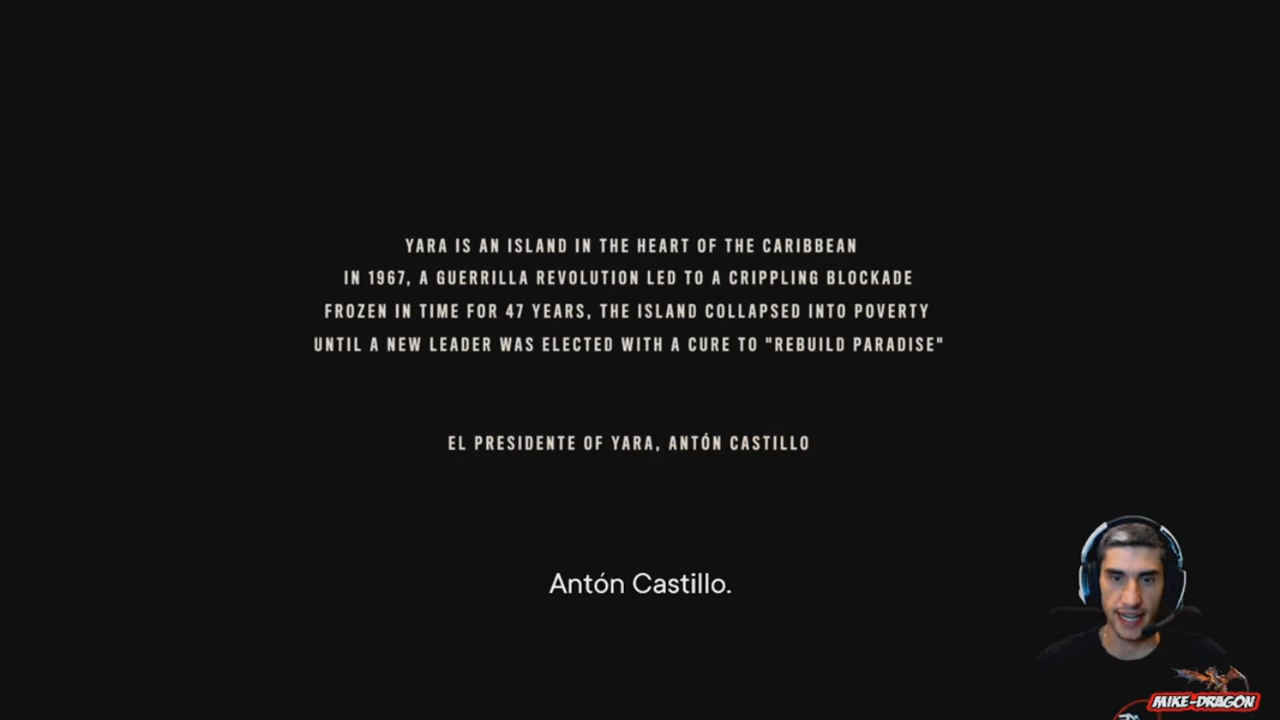 YARA IS AN ISLAND IN THE HEART OF THE CARIBBEAN
IN 1967, A GUERRILLA REVOLUTION LED TO A CRIPPLING BLOCKADE
FROZEN IN TIME FOR 47 YEARS, THE ISLAND COLLAPSED INTO POVERTY
UNTIL A NEW LEADER WAS ELECTED WITH A CURE TO "REBUILD PARADISE"
EL PRESIDENTE OF YARA, ANTÓN CASTILLO
Antón Castillo.
MIKE-DRAGON